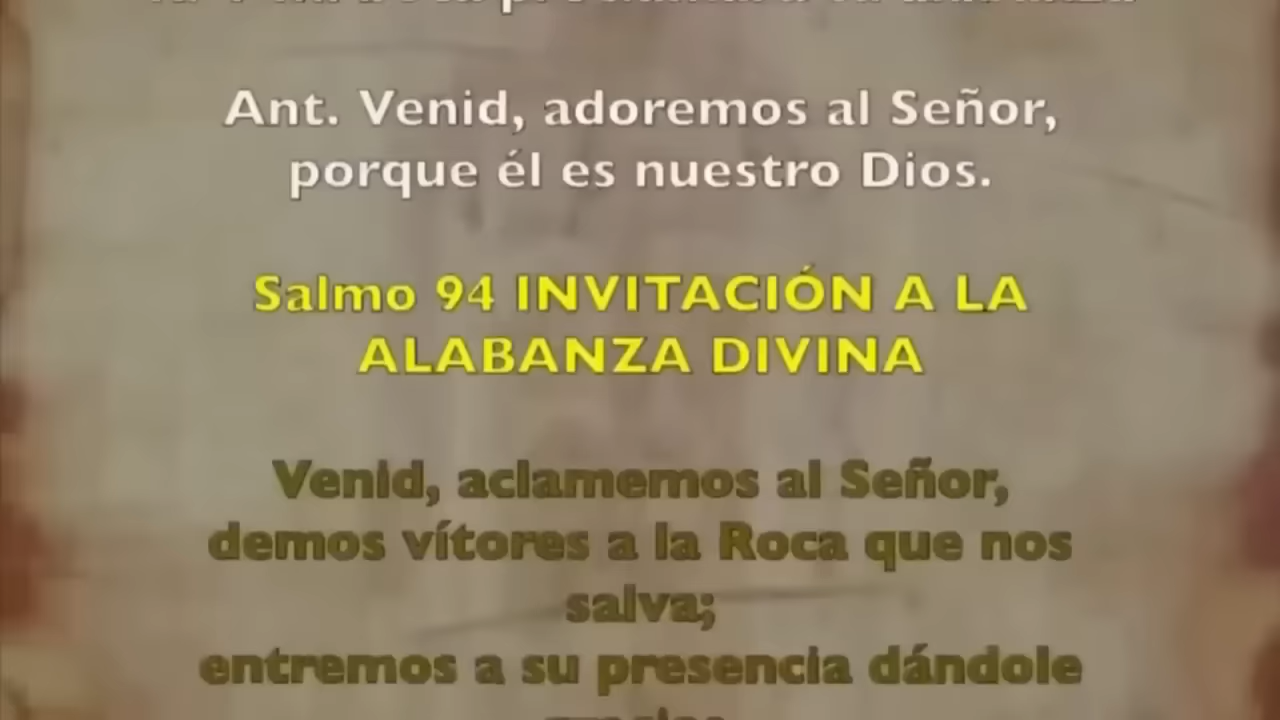 Ant. Venid, adoremos al Señor,
porque él es nuestro Dios.
Salmo 94 INVITACIÓN A LA
ALABANZA DIVINA
Venid, aclamemos al Señor,
demos vítores a la Roca que nos
salva;
entremos a su presencia dándole